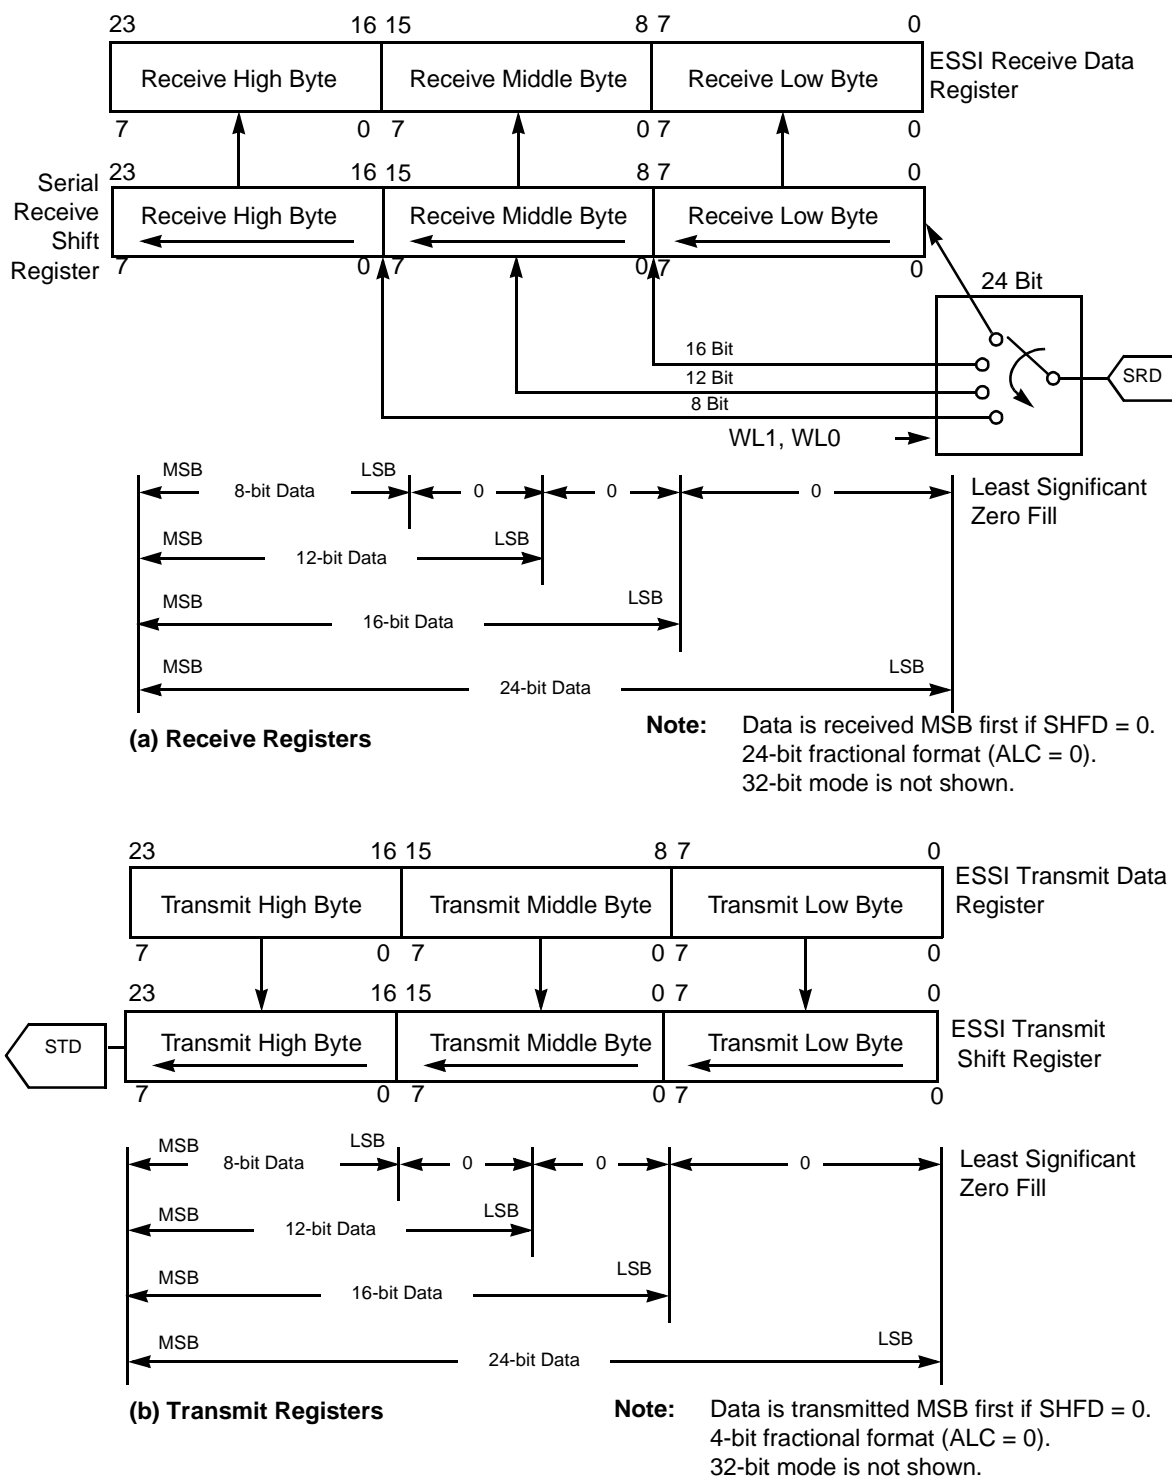 23 16 15 8 7 0
Receive High Byte Receive Middle Byte Receive Low Byte
ESSI Receive Data
Register
7 0 7 0 7 0
23 16 15 8 7 0
Serial
Receive
Shift
Register
Receive High Byte Receive Middle Byte Receive Low Byte
7 0 7 0 7 0
24 Bit
16 Bit
12 Bit
8 Bit
SRD
WL1, WL0
MSB LSB
8-bit Data 0 0 0
Least Significant
Zero Fill
MSB LSB
12-bit Data
MSB LSB
16-bit Data
MSB LSB
24-bit Data
(a) Receive Registers
Note: Data is received MSB first if SHFD = 0.
24-bit fractional format (ALC = 0).
32-bit mode is not shown.
23 16 15 8 7 0
Transmit High Byte Transmit Middle Byte Transmit Low Byte
ESSI Transmit Data
Register
7 0 7 0 7 0
23 16 15 0 7 0
STD
Transmit High Byte Transmit Middle Byte Transmit Low Byte
ESSI Transmit
Shift Register
7 0 7 0 7 0
MSB LSB
8-bit Data 0 0 0
Least Significant
Zero Fill
MSB LSB
12-bit Data
MSB LSB
16-bit Data
MSB LSB
24-bit Data
(b) Transmit Registers
Note: Data is transmitted MSB first if SHFD = 0.
4-bit fractional format (ALC = 0).
32-bit mode is not shown.